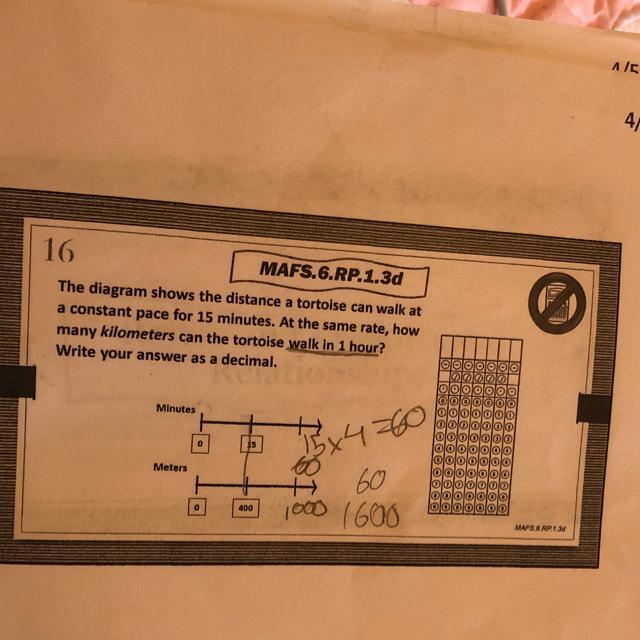 4/5
4/
16
MAFS.6.RP.1.3d
The diagram shows the distance a tortoise can walk at
a constant pace for 15 minutes. At the same rate, how
many kilometers can the tortoise walk in 1 hour?
Write your answer as a decimal.
Minutes
0 15
15x4=60
60
Meters
60
0 400 1000 1600
MAFS.6.RP.1.3d